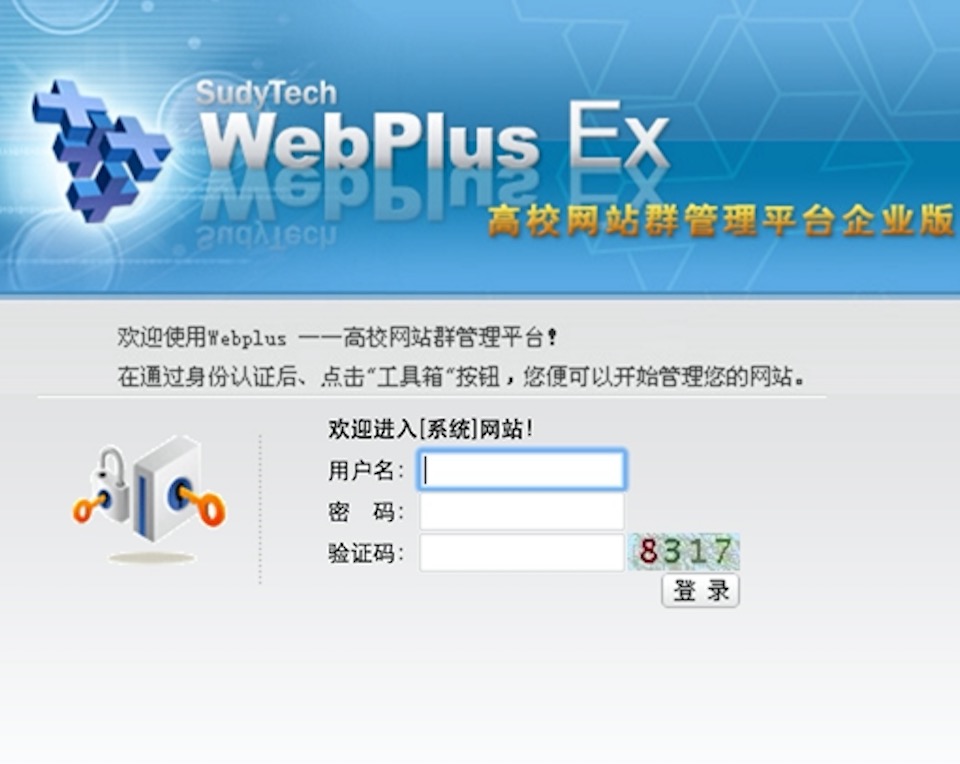 SudyTech
WebPlus Ex
高校网站群管理平台企业版
欢迎使用Webplus ——高校网站群管理平台！
在通过身份认证后、点击“工具箱“按钮，您便可以开始管理您的网站。
欢迎进入[系统]网站！
用户名：
密 码：
验证码： 8317
登 录